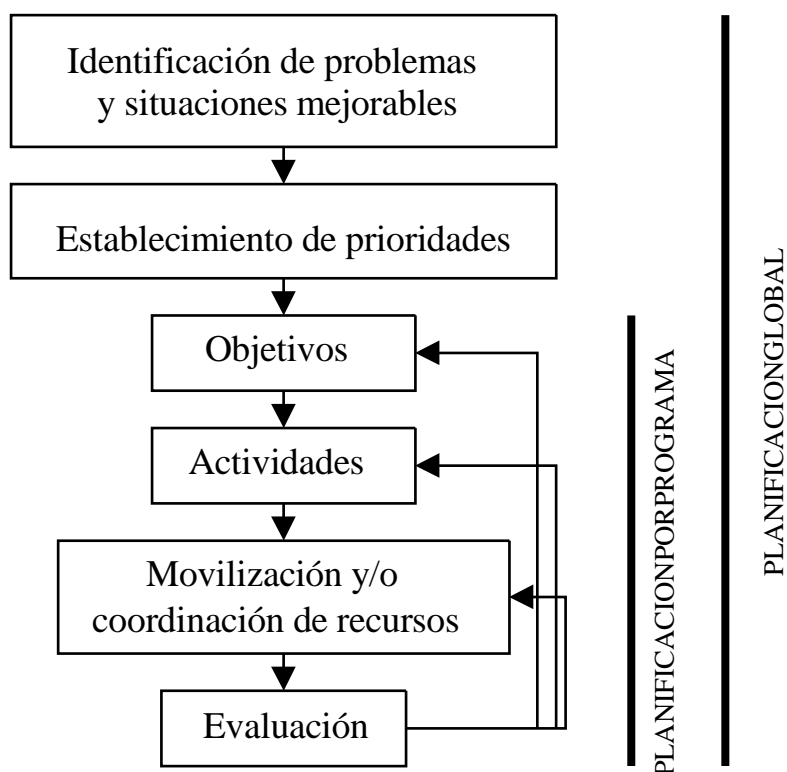 Identificación de problemas
y situaciones mejorables
Establecimiento de prioridades
Objetivos
Actividades
Movilización y/o
coordinación de recursos
Evaluación
PLANIFICACIONPORPROGRAMA
PLANIFICACIONGLOBAL